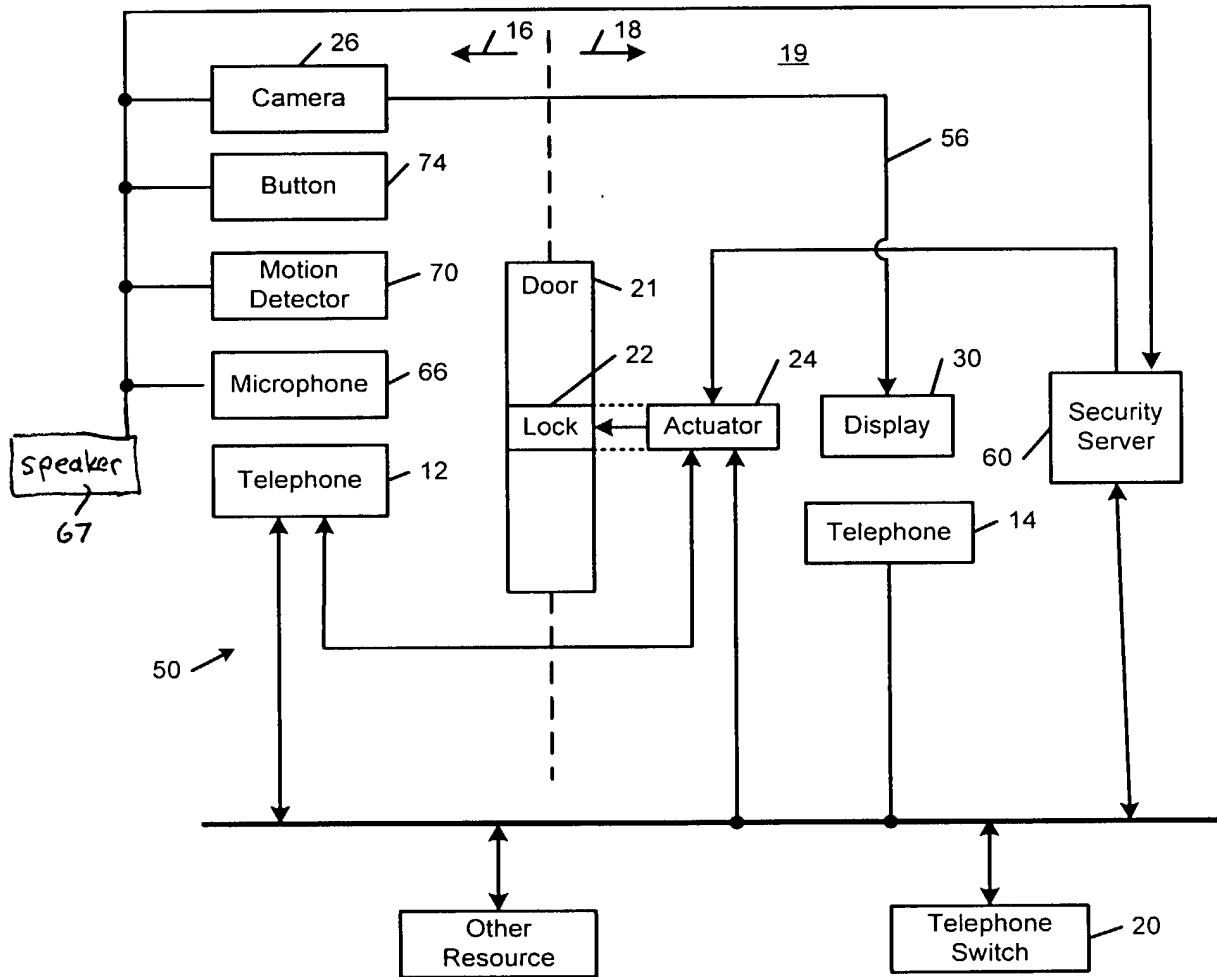 16
18
19
26
Camera
56
74
Button
Motion
Detector
70
Door
21
22
24
30
Microphone
66
Lock
Actuator
Display
Security
Server
60
speaker
67
Telephone
12
Telephone
14
50
Other
Resource
Telephone
Switch
20